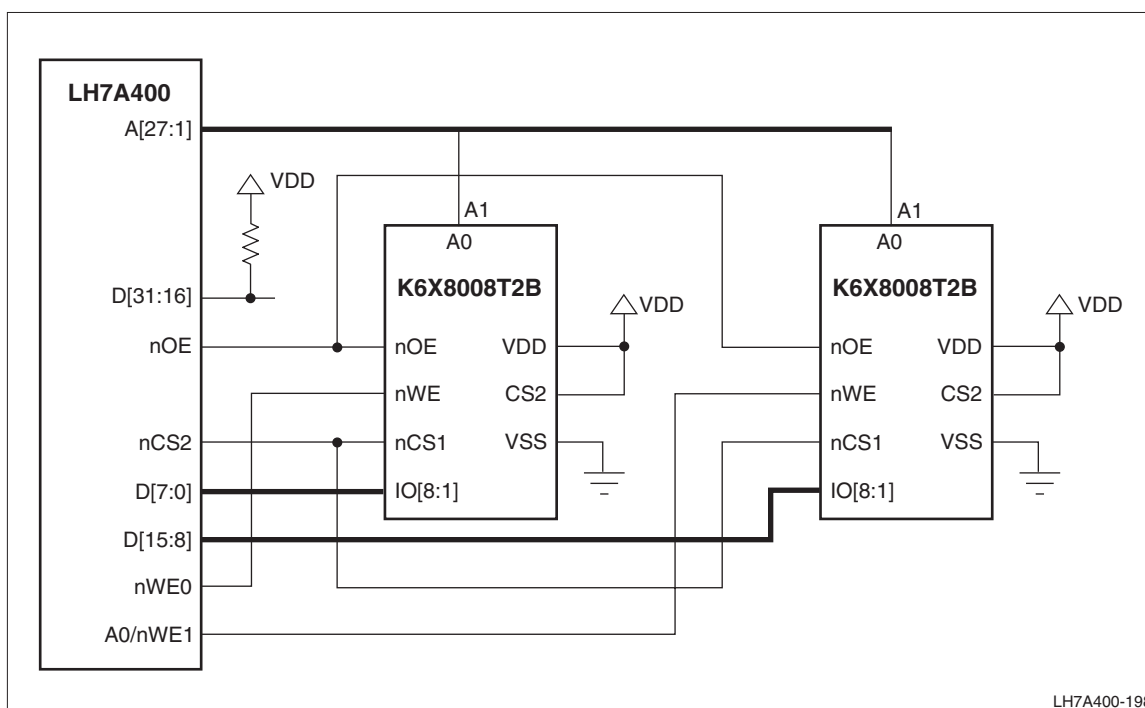 LH7A400
A[27:1]
VDD
D[31:16]
nOE
nCS2
D[7:0]
D[15:8]
nWE0
A0/nWE1
A1
A0
K6X8008T2B
nOE
nWE
nCS1
IO[8:1]
VDD
CS2
VSS
VDD
A1
A0
K6X8008T2B
nOE
nWE
nCS1
IO[8:1]
VDD
CS2
VSS
VDD